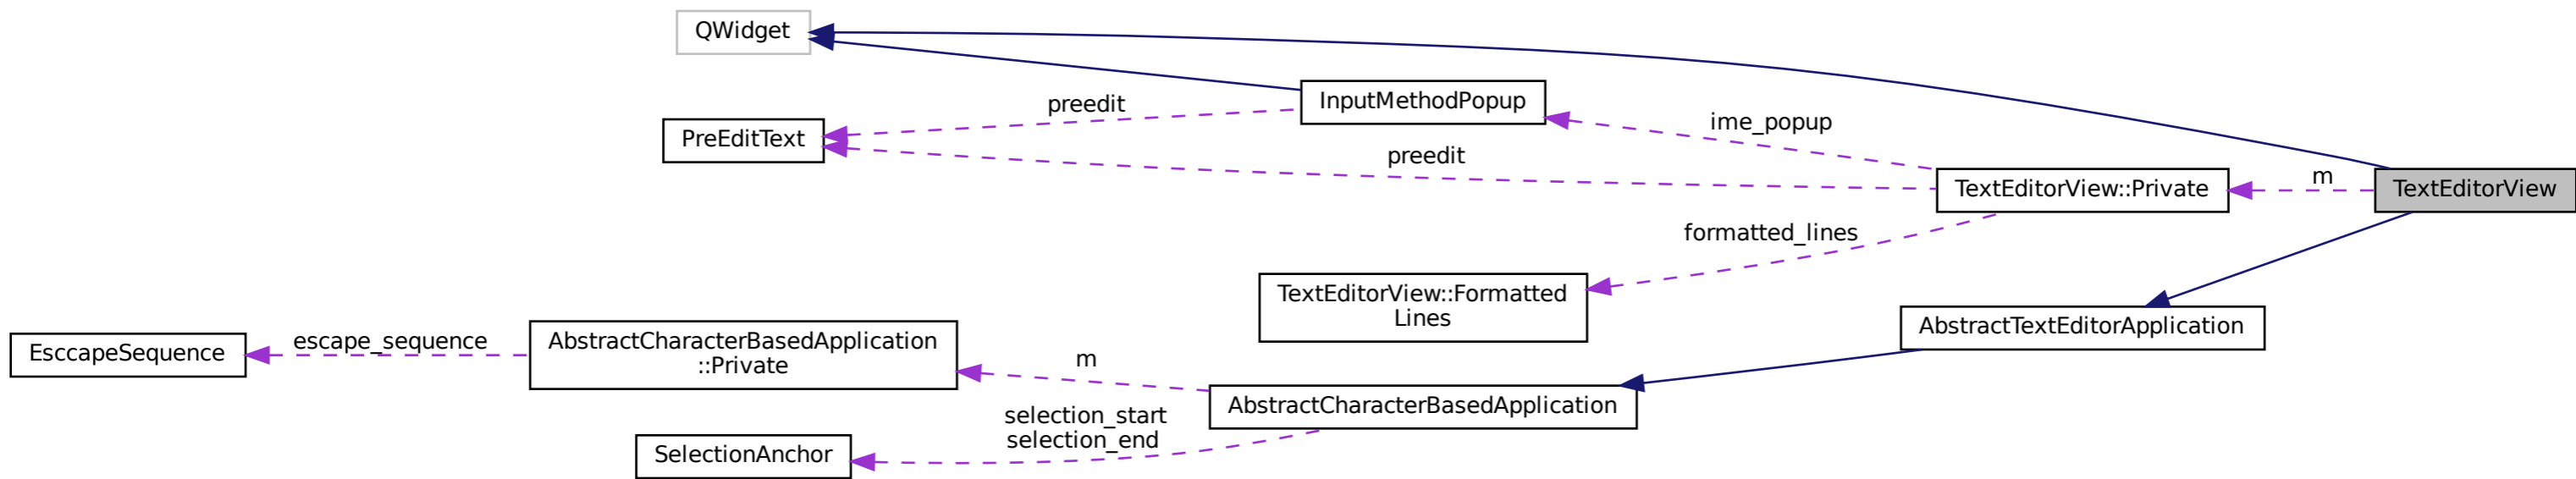 QWidget
InputMethodPopup
preedit
ime_popup
PreEditText
preedit
TextEditorView::Private
m
TextEditorView
formatted_lines
TextEditorView::Formatted
Lines
AbstractTextEditorApplication
EsccapeSequence
escape_sequence
AbstractCharacterBasedApplication
::Private
m
AbstractCharacterBasedApplication
selection_start
selection_end
SelectionAnchor